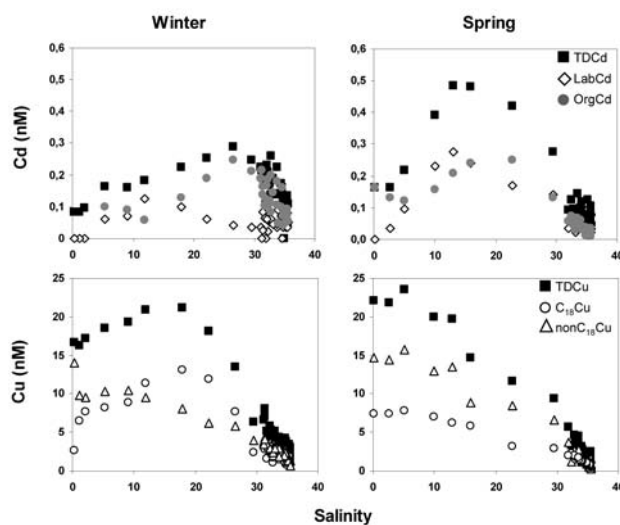 Winter
Spring
0,6
0,5
0,4
0,3
0,2
0,1
0
0 10 20 30 40
Cd (nM)
0,6
0,5
0,4
0,3
0,2
0,1
0,0
0 10 20 30 40
TDCd
LabCd
OrgCd
25
20
15
10
5
0
0 10 20 30 40
Cu (nM)
25
20
15
10
5
0
0 10 20 30 40
TDCu
C₁₈Cu
nonC₁₈Cu
Salinity